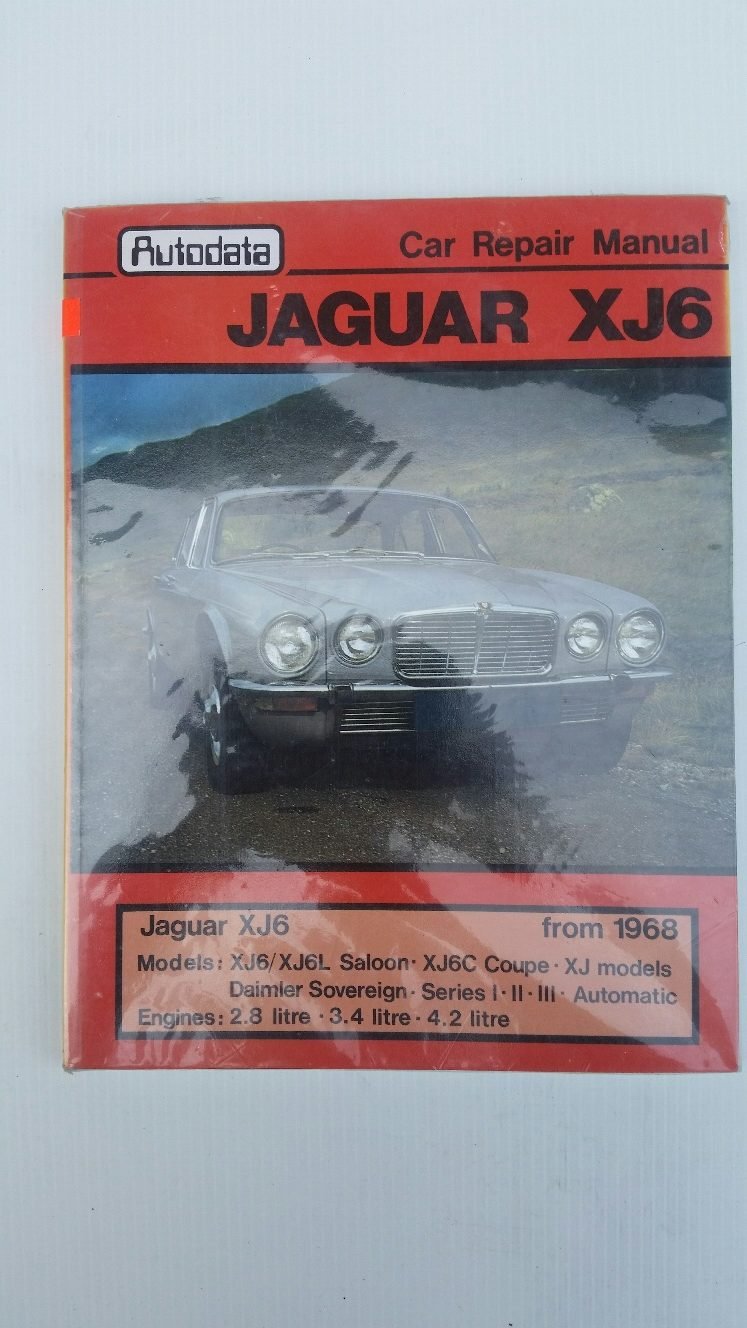 Autodata
Car Repair Manual
JAGUAR XJ6
Jaguar XJ6 from 1968
Models: XJ6/XJ6L Saloon · XJ6C Coupe · XJ models
Daimler Sovereign · Series I · II · III · Automatic
Engines: 2.8 litre · 3.4 litre · 4.2 litre